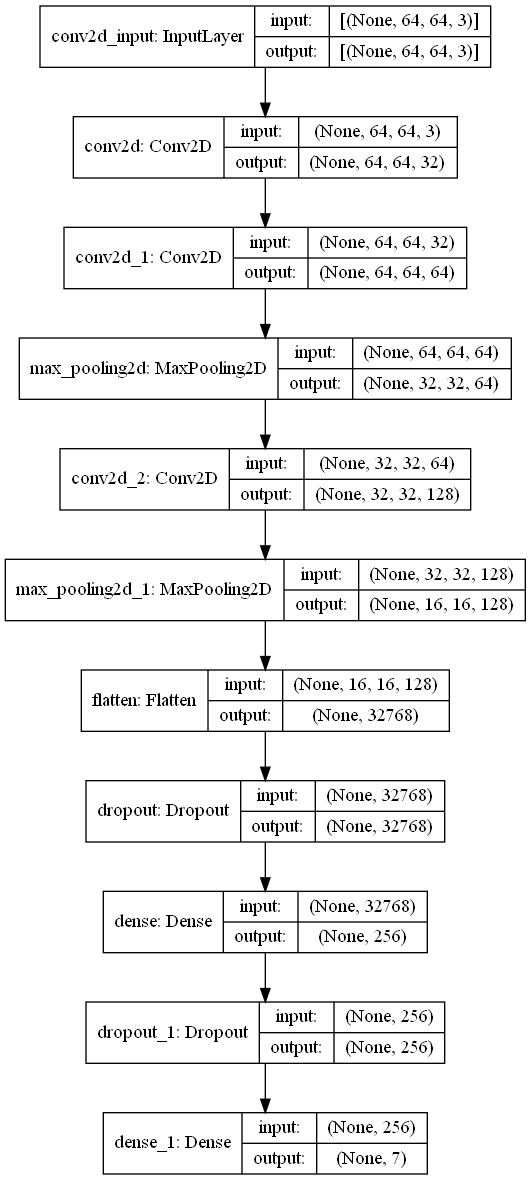 conv2d_input: InputLayer
input: [(None, 64, 64, 3)]
output: [(None, 64, 64, 3)]
conv2d: Conv2D
input: (None, 64, 64, 3)
output: (None, 64, 64, 32)
conv2d_1: Conv2D
input: (None, 64, 64, 32)
output: (None, 64, 64, 64)
max_pooling2d: MaxPooling2D
input: (None, 64, 64, 64)
output: (None, 32, 32, 64)
conv2d_2: Conv2D
input: (None, 32, 32, 64)
output: (None, 32, 32, 128)
max_pooling2d_1: MaxPooling2D
input: (None, 32, 32, 128)
output: (None, 16, 16, 128)
flatten: Flatten
input: (None, 16, 16, 128)
output: (None, 32768)
dropout: Dropout
input: (None, 32768)
output: (None, 32768)
dense: Dense
input: (None, 32768)
output: (None, 256)
dropout_1: Dropout
input: (None, 256)
output: (None, 256)
dense_1: Dense
input: (None, 256)
output: (None, 7)